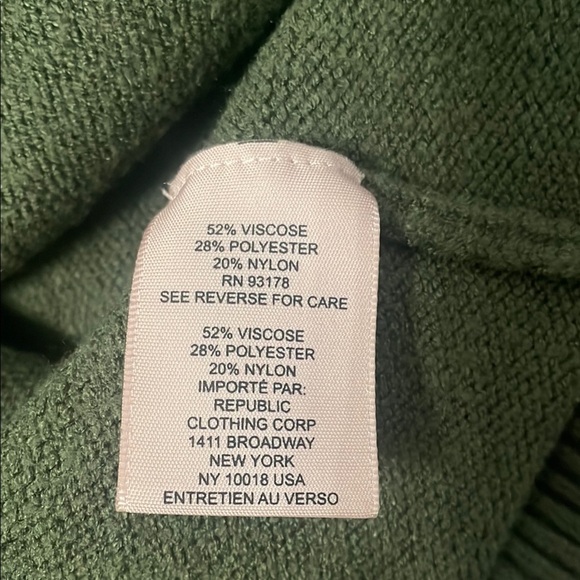 52% VISCOSE
28% POLYESTER
20% NYLON
RN 93178
SEE REVERSE FOR CARE
52% VISCOSE
28% POLYESTER
20% NYLON
IMPORTÉ PAR:
REPUBLIC
CLOTHING CORP
1411 BROADWAY
NEW YORK
NY 10018 USA
ENTRETIEN AU VERSO